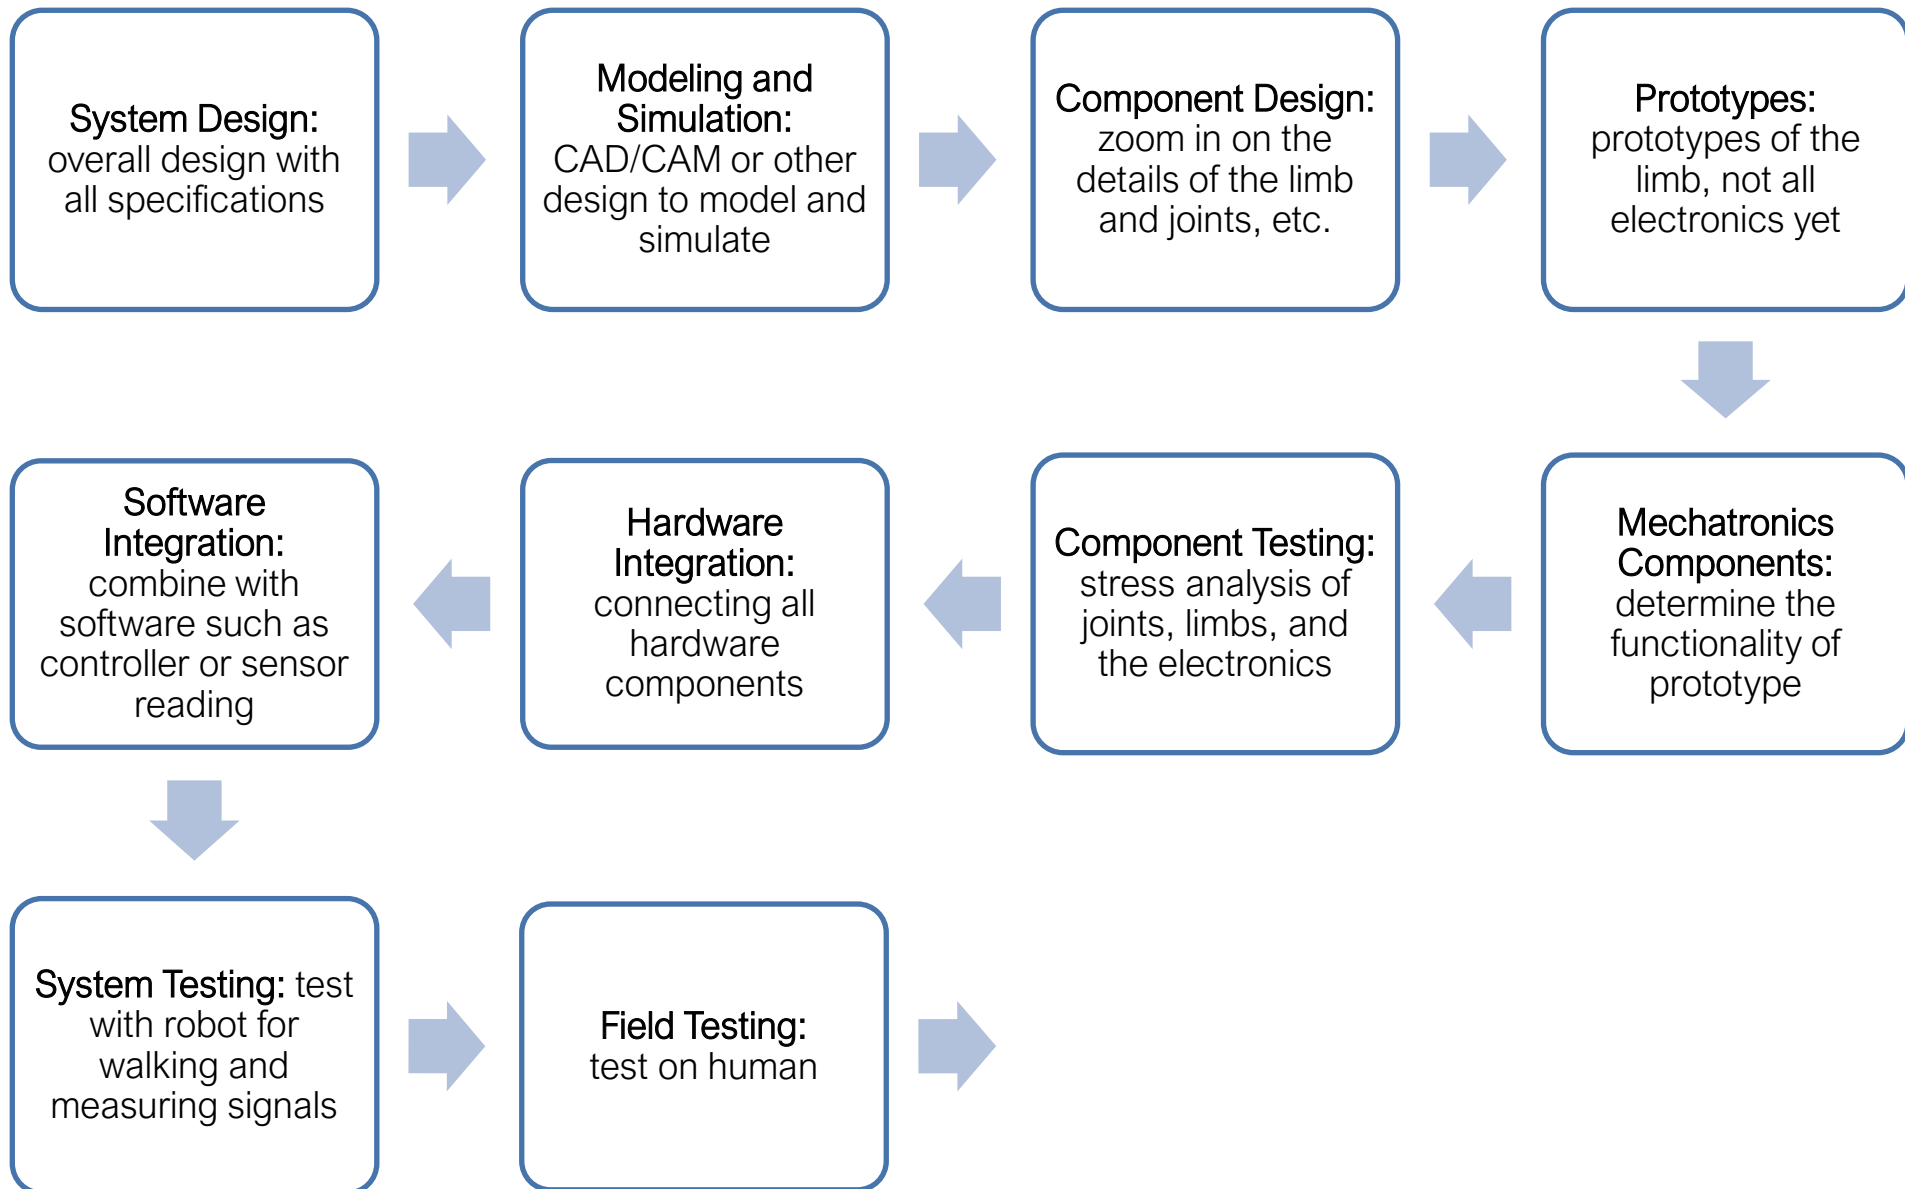 System Design:
overall design with
all specifications
Modeling and
Simulation:
CAD/CAM or other
design to model and
simulate
Component Design:
zoom in on the
details of the limb
and joints, etc.
Prototypes:
prototypes of the
limb, not all
electronics yet
Mechatronics
Components:
determine the
functionality of
prototype
Component Testing:
stress analysis of
joints, limbs, and
the electronics
Hardware
Integration:
connecting all
hardware
components
Software
Integration:
combine with
software such as
controller or sensor
reading
System Testing: test
with robot for
walking and
measuring signals
Field Testing:
test on human